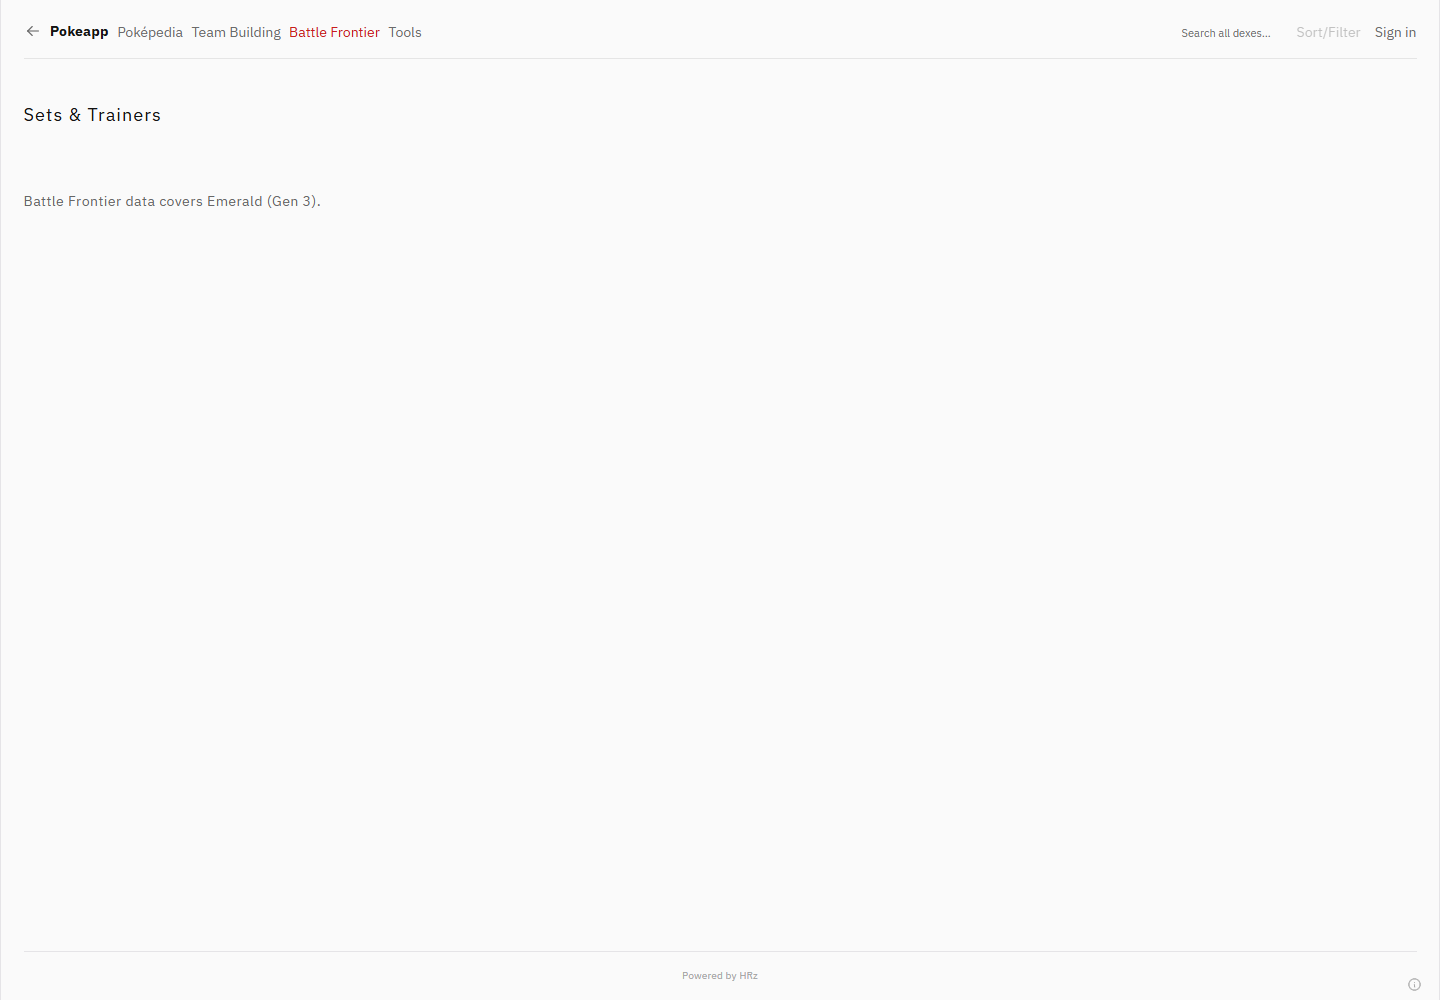 Pokeapp Poképedia Team Building Battle Frontier Tools Search all dexes... Sort/Filter Sign in
Sets & Trainers
Battle Frontier data covers Emerald (Gen 3).
Powered by HRz